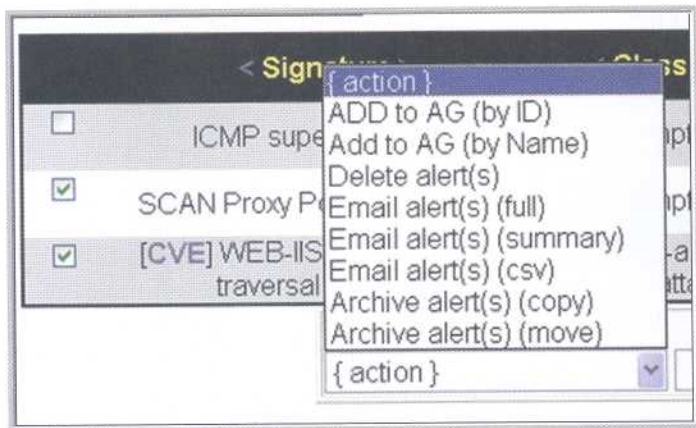 < Signature > < Class
{ action }
ADD to AG (by ID)
ICMP supe
Add to AG (by Name)
Delete alert(s)
SCAN Proxy P
Email alert(s) (full)
Email alert(s) (summary)
[CVE] WEB-IIS
Email alert(s) (csv)
traversal
Archive alert(s) (copy)
Archive alert(s) (move)
{ action }